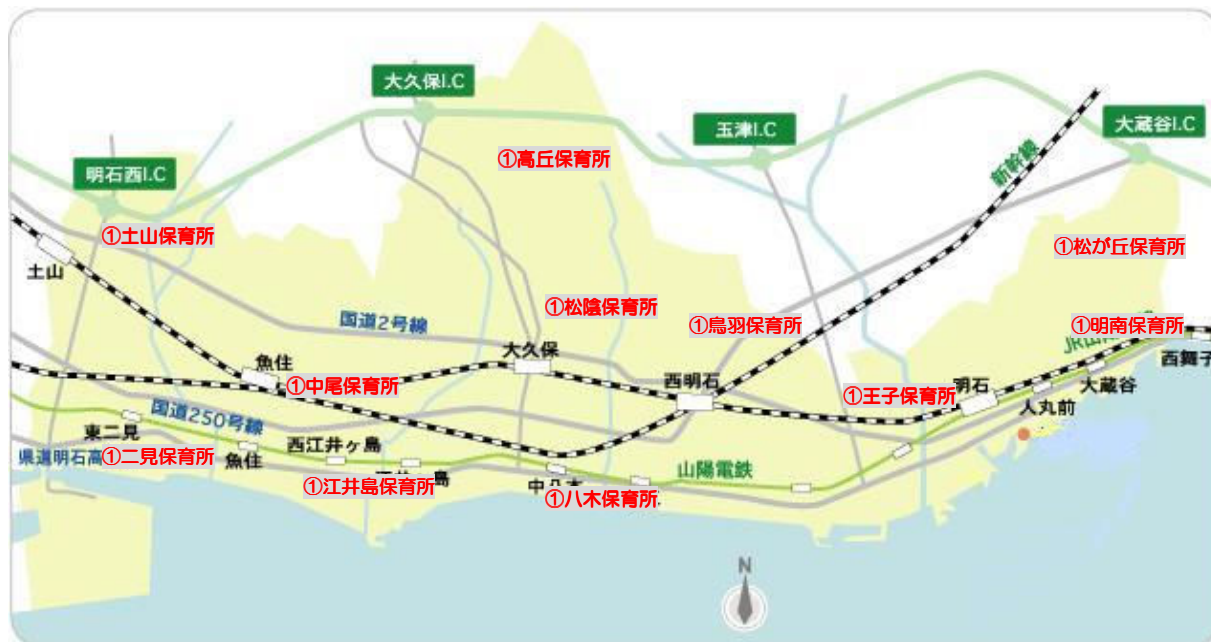 大久保I.C
玉津I.C
大蔵谷I.C
①高丘保育所
明石西I.C
新幹線
①土山保育所
①松が丘保育所
土山
①松陰保育所
国道2号線
①鳥羽保育所
①明南保育所
大久保
西舞子
魚住
①中尾保育所
西明石
①王子保育所
明石
大蔵谷
人丸前
国道250号線
東二見
魚住
西江井ヶ島
①二見保育所
県道明石高
山陽電鉄
①江井島保育所
島
①八木保育所
N